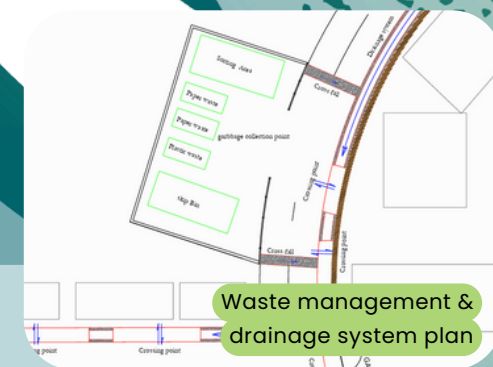 Drainage system
Sorting Area
Cross fall
Paper waste
Paper waste
garbage collection point
Plastic waste
Crossing point
skip Bin
Crossing point
Cross fall
Waste management &
drainage system plan
ng point
Crossing point